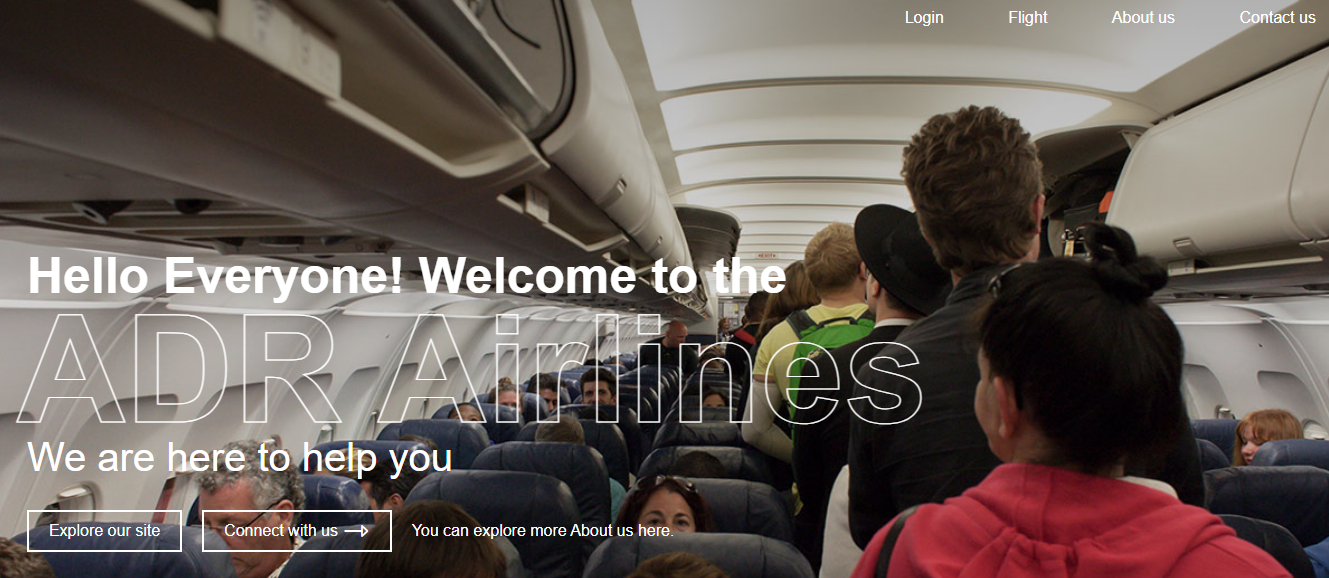 Login Flight About us Contact us
Hello Everyone! Welcome to the
ADR Airlines
We are here to help you
Explore our site Connect with us → You can explore more About us here.